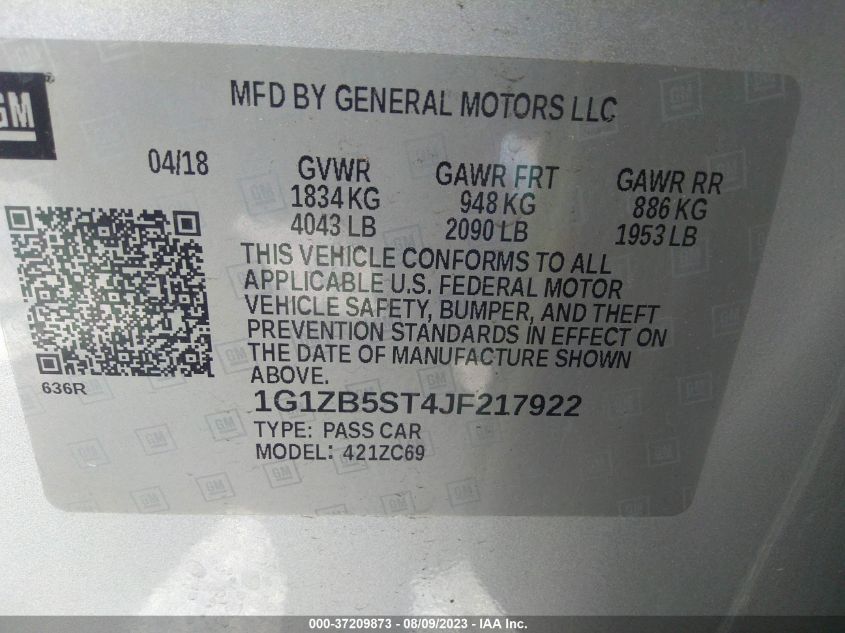 GM
MFD BY GENERAL MOTORS LLC
04/18
GVWR
1834 KG
4043 LB
GAWR FRT
948 KG
2090 LB
GAWR RR
886 KG
1953 LB
THIS VEHICLE CONFORMS TO ALL
APPLICABLE U.S. FEDERAL MOTOR
VEHICLE SAFETY, BUMPER, AND THEFT
PREVENTION STANDARDS IN EFFECT ON
THE DATE OF MANUFACTURE SHOWN
ABOVE.
636R
1G1ZB5ST4JF217922
TYPE: PASS CAR
MODEL: 421ZC69
000-37209873 - 08/09/2023 - IAA Inc.